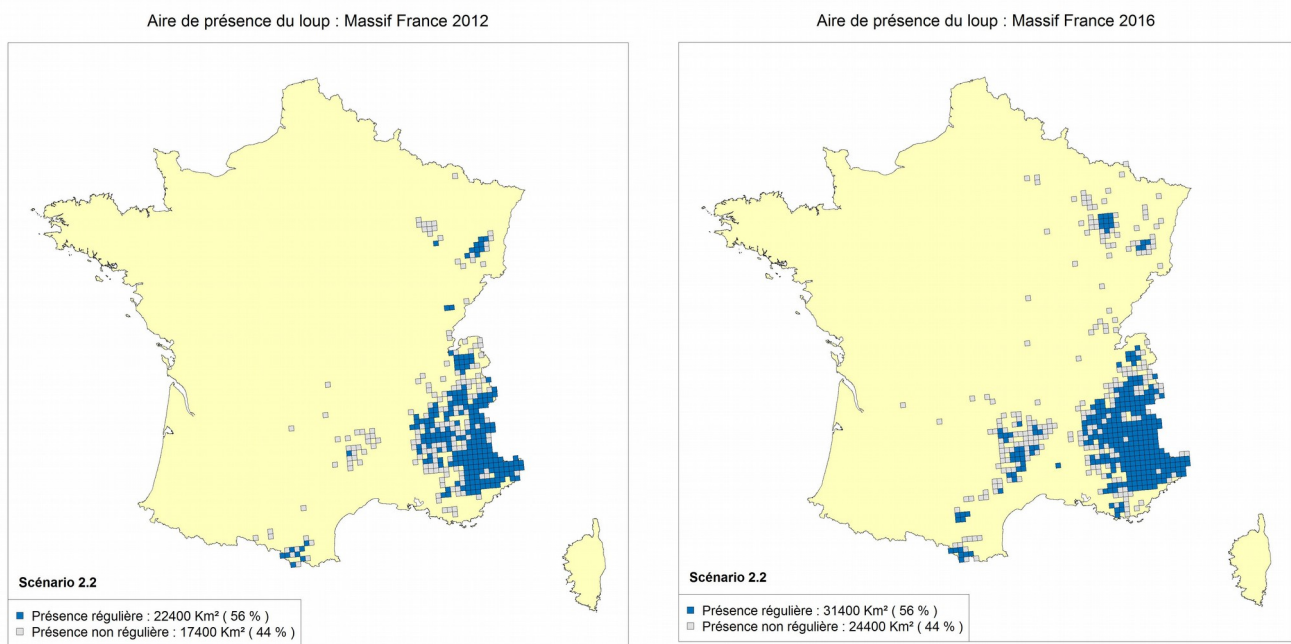 Aire de présence du loup : Massif France 2012
Scénario 2.2
Présence régulière : 22400 Km² ( 56 % )
Présence non régulière : 17400 Km² ( 44 % )
Aire de présence du loup : Massif France 2016
Scénario 2.2
Présence régulière : 31400 Km² ( 56 % )
Présence non régulière : 24400 Km² ( 44 % )